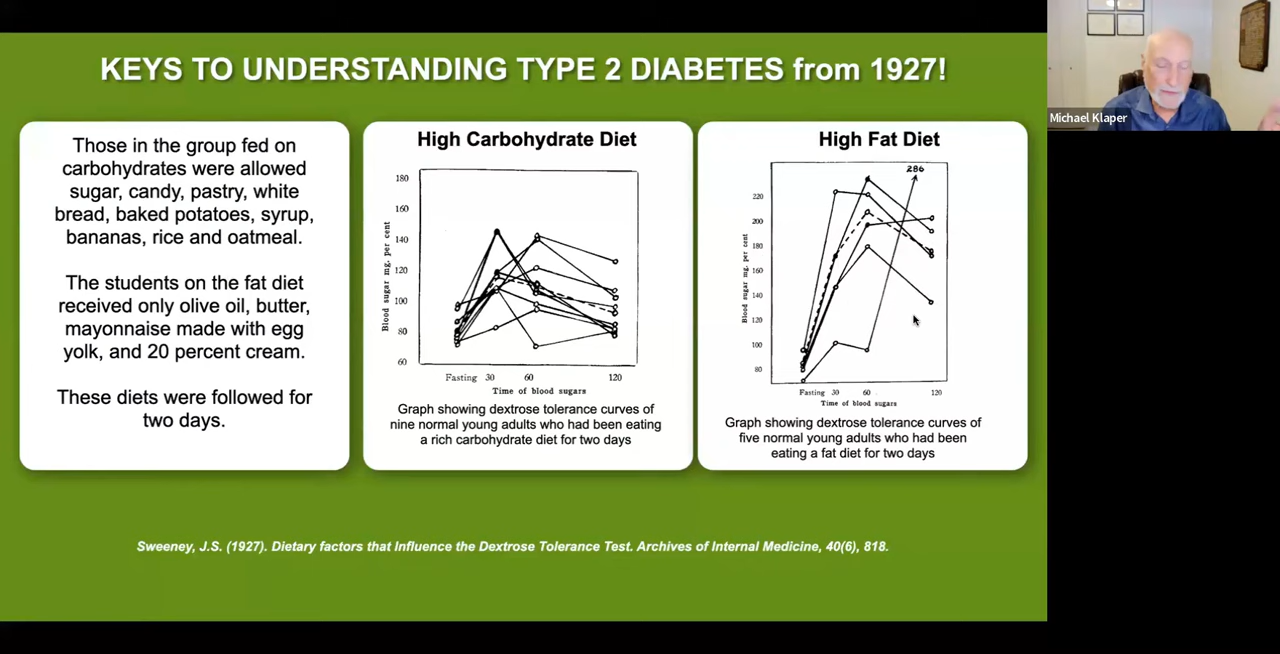 KEYS TO UNDERSTANDING TYPE 2 DIABETES from 1927!
Michael Klaper
Those in the group fed on
carbohydrates were allowed
sugar, candy, pastry, white
bread, baked potatoes, syrup,
bananas, rice and oatmeal.
The students on the fat diet
received only olive oil, butter,
mayonnaise made with egg
yolk, and 20 percent cream.
These diets were followed for
two days.
High Carbohydrate Diet
180
160
140
120
100
80
60
Blood sugar mg. per cent
Fasting 30 60 120
Time of blood sugars
Graph showing dextrose tolerance curves of
nine normal young adults who had been eating
a rich carbohydrate diet for two days
High Fat Diet
286
220
200
180
160
140
120
100
80
Blood sugar mg. per cent
Fasting 30 60 120
Time of blood sugars
Graph showing dextrose tolerance curves of
five normal young adults who had been
eating a fat diet for two days
Sweeney, J.S. (1927). Dietary factors that Influence the Dextrose Tolerance Test. Archives of Internal Medicine, 40(6), 818.